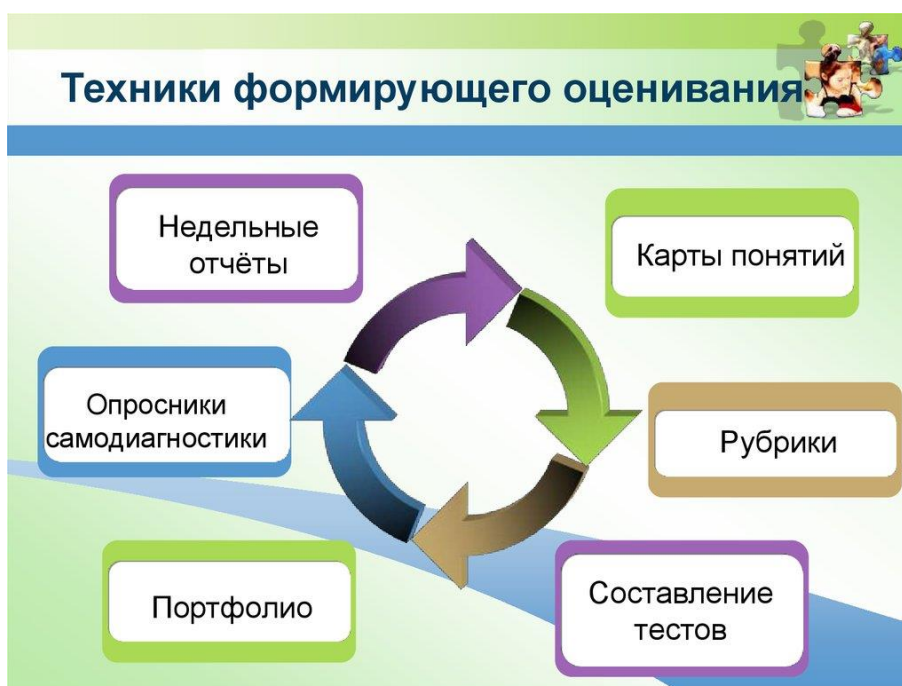 Техники формирующего оценивания
Недельные
отчёты
Карты понятий
Опросники
самодиагностики
Рубрики
Портфолио
Составление
тестов